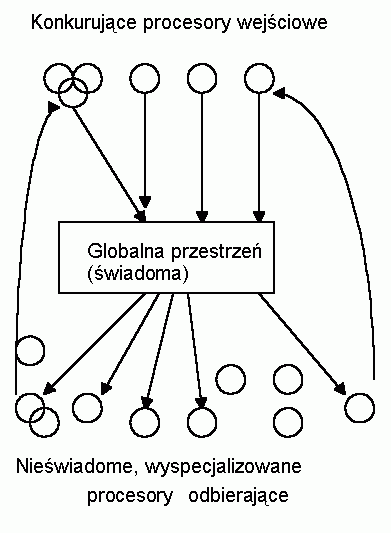 Konkurujące procesory wejściowe
Globalna przestrzeń
(świadoma)
Nieświadome, wyspecjalizowane
procesory odbierające